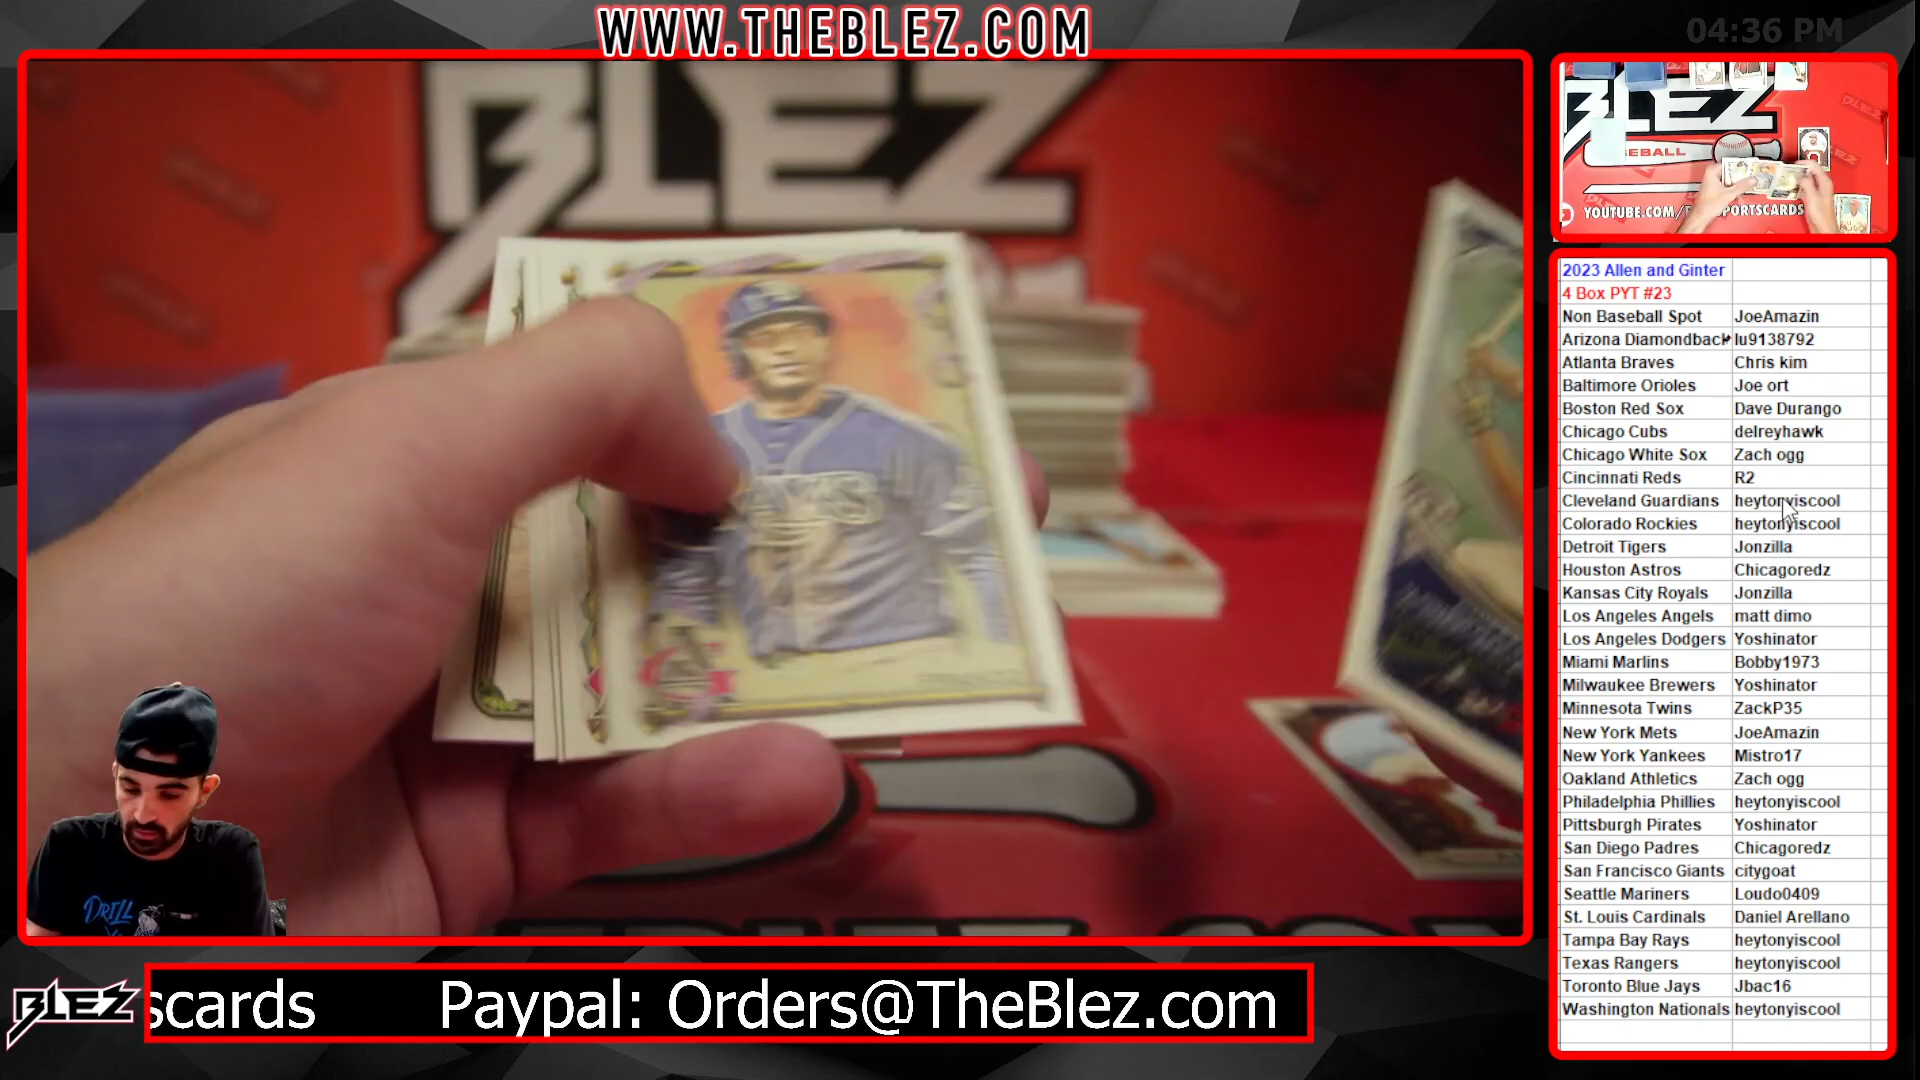 WWW.THEBLEZ.COM
04:36 PM
BLEZ
BLEZ
BASEBALL
YOUTUBE.COM/
PORTSCARDS
2023 Allen and Ginter
4 Box PYT #23
Non Baseball Spot JoeAmazin
Arizona Diamondback lu9138792
Atlanta Braves Chris kim
Baltimore Orioles Joe ort
Boston Red Sox Dave Durango
Chicago Cubs delreyhawk
Chicago White Sox Zach ogg
Cincinnati Reds R2
Cleveland Guardians heytonyiscool
Colorado Rockies heytonyiscool
Detroit Tigers Jonzilla
Houston Astros Chicagoredz
Kansas City Royals Jonzilla
Los Angeles Angels matt dimo
Los Angeles Dodgers Yoshinator
Miami Marlins Bobby1973
Milwaukee Brewers Yoshinator
Minnesota Twins ZackP35
New York Mets JoeAmazin
New York Yankees Mistro17
Oakland Athletics Zach ogg
Philadelphia Phillies heytonyiscool
Pittsburgh Pirates Yoshinator
San Diego Padres Chicagoredz
San Francisco Giants citygoat
Seattle Mariners Loudo0409
St. Louis Cardinals Daniel Arellano
Tampa Bay Rays heytonyiscool
Texas Rangers heytonyiscool
Toronto Blue Jays Jbac16
Washington Nationals heytonyiscool
DRILL
BLEZ
scards Paypal: Orders@TheBlez.com